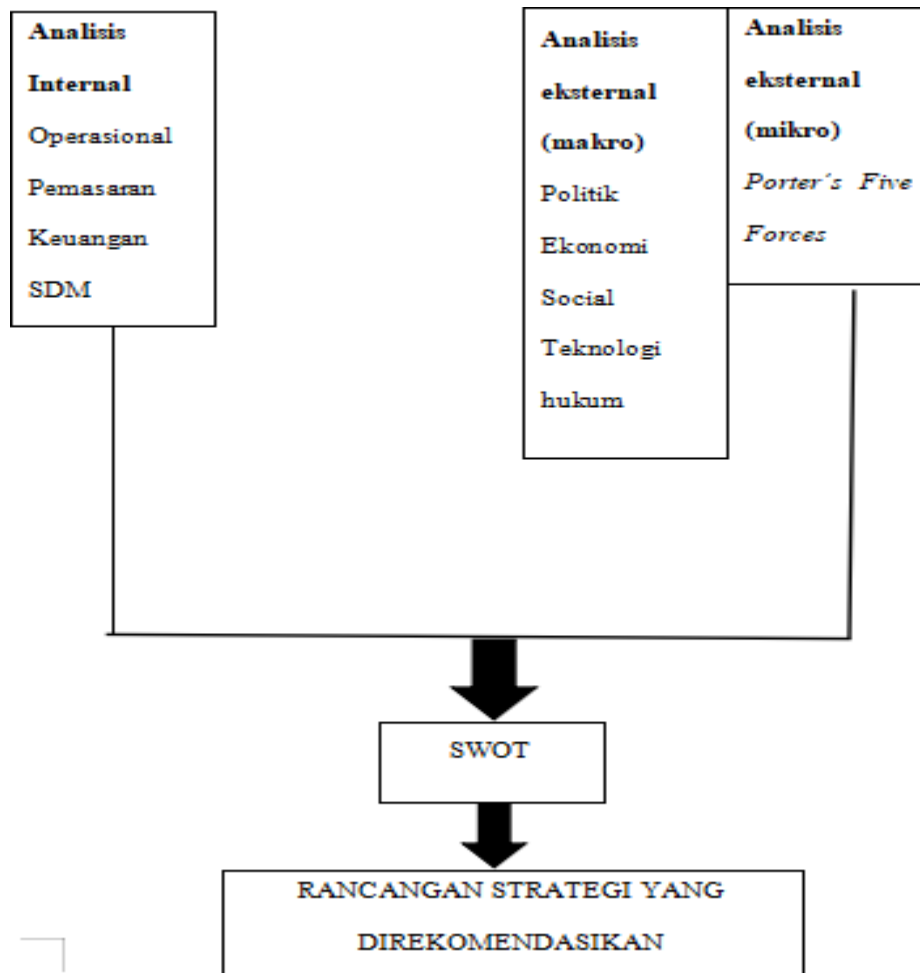 Analisis
Internal
Operasional
Pemasaran
Keuangan
SDM
Analisis
eksternal
(makro)
Politik
Ekonomi
Social
Teknologi
hukum
Analisis
eksternal
(mikro)
Porter´s Five
Forces
SWOT
RANCANGAN STRATEGI YANG
DIREKOMENDASIKAN